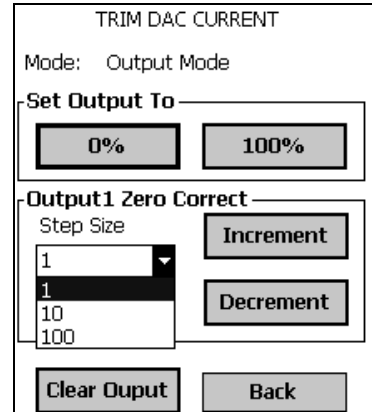 TRIM DAC CURRENT
Mode: Output Mode
Set Output To
0% 100%
Output1 Zero Correct
Step Size
Increment
1
1
10
100
Decrement
Clear Ouput Back